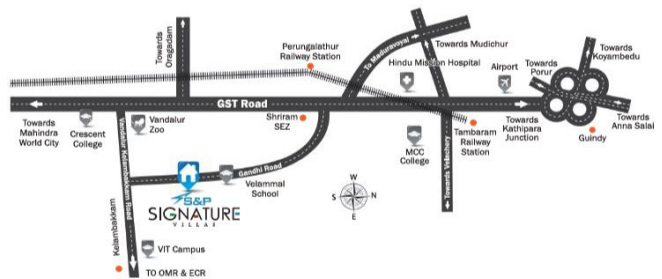 Towards
Oragadam
Perungalathur
Railway Station
To Maduravoyal
Towards Mudichur
Hindu Mission Hospital
Airport
Towards
Porur
Towards
Koyambedu
GST Road
Towards
Mahindra
World City
Crescent
College
Vandalur
Zoo
Shriram
SEZ
MCC
College
Tambaram
Railway
Station
Towards
Kathipara
Junction
Guindy
Towards
Anna Salai
Vandalur Kelambakkam Road
Gandhi Road
Velammal
School
Towards Velachery
S&P
SIGNATURE
VILLAS
W
S
N
E
Kelambakkam
VIT Campus
TO OMR & ECR